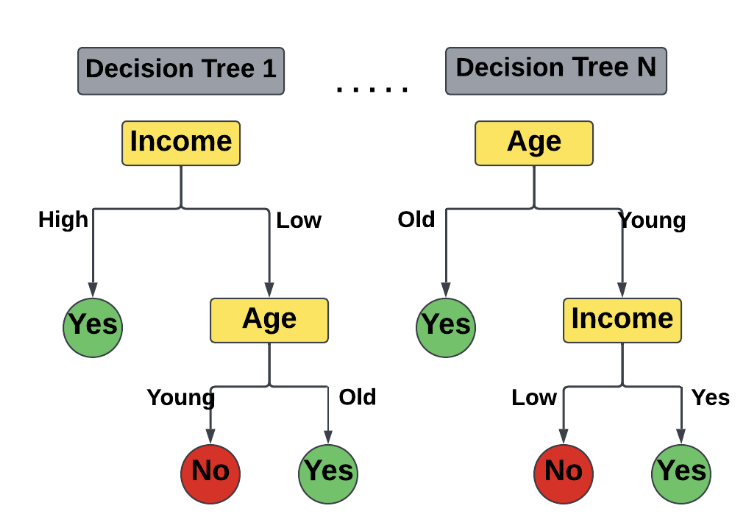 Decision Tree 1
. . . . .
Decision Tree N
Income
Age
High
Low
Old
Young
Yes
Age
Yes
Income
Young
Old
Low
Yes
No
Yes
No
Yes